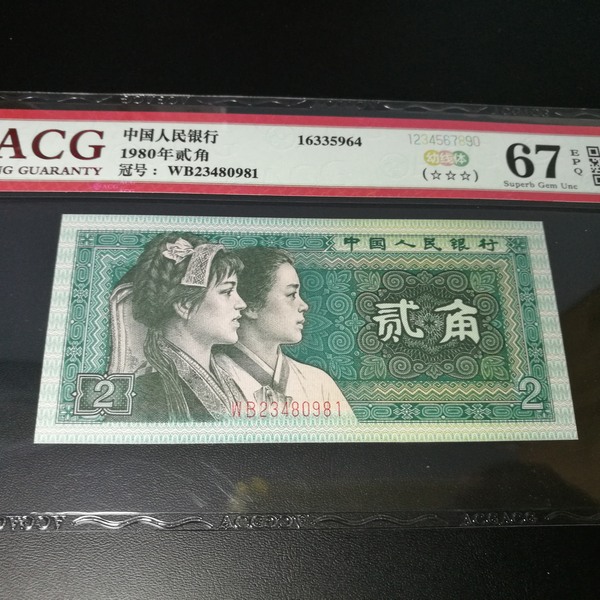 ACG
NG GUARANTY
中国人民银行
1980年贰角
冠号： WB23480981
16335964
1234567890
幼线体
(☆☆☆)
67
EPQ
Superb Gem Unc
中国人民银行
贰角
2
2
WB23480981